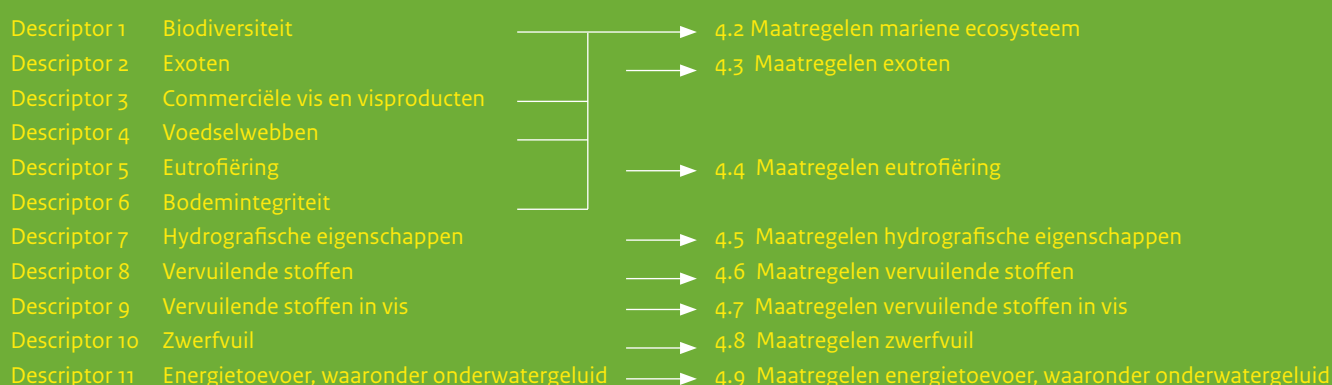 Descriptor 1 Biodiversiteit 4.2 Maatregelen mariene ecosysteem
Descriptor 2 Exoten 4.3 Maatregelen exoten
Descriptor 3 Commerciële vis en visproducten
Descriptor 4 Voedselwebben
Descriptor 5 Eutrofiëring 4.4 Maatregelen eutrofiëring
Descriptor 6 Bodemintegriteit
Descriptor 7 Hydrografische eigenschappen 4.5 Maatregelen hydrografische eigenschappen
Descriptor 8 Vervuilende stoffen 4.6 Maatregelen vervuilende stoffen
Descriptor 9 Vervuilende stoffen in vis 4.7 Maatregelen vervuilende stoffen in vis
Descriptor 10 Zwerfvuil 4.8 Maatregelen zwerfvuil
Descriptor 11 Energietoevoer, waaronder onderwatergeluid 4.9 Maatregelen energietoevoer, waaronder onderwatergeluid